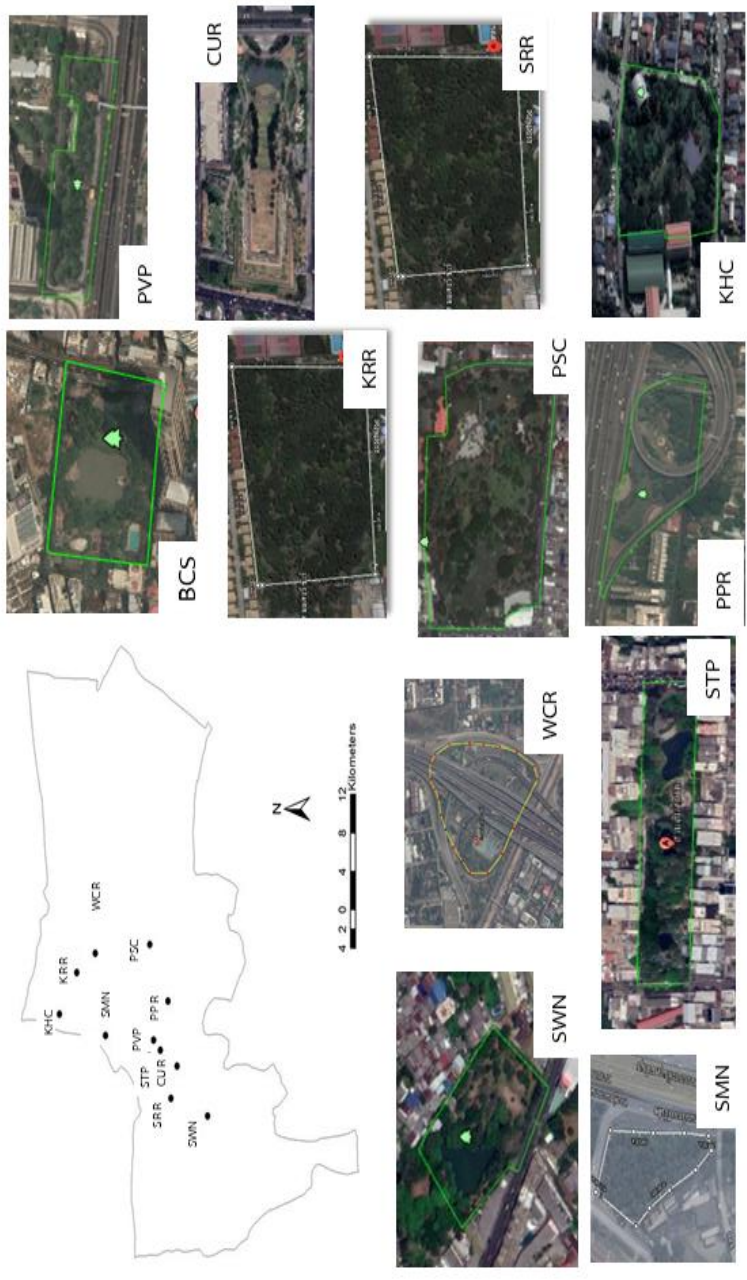 KHC
KRR
WCR
SMN
PVP
PSC
STP
PPR
CUR
SRR
SWN
N
4 2 0 4 8 12
Kilometers
BCS
PVP
CUR
KRR
SRR
SWN
WCR
PSC
SMN
STP
PPR
KHC